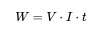 W = V · I · t